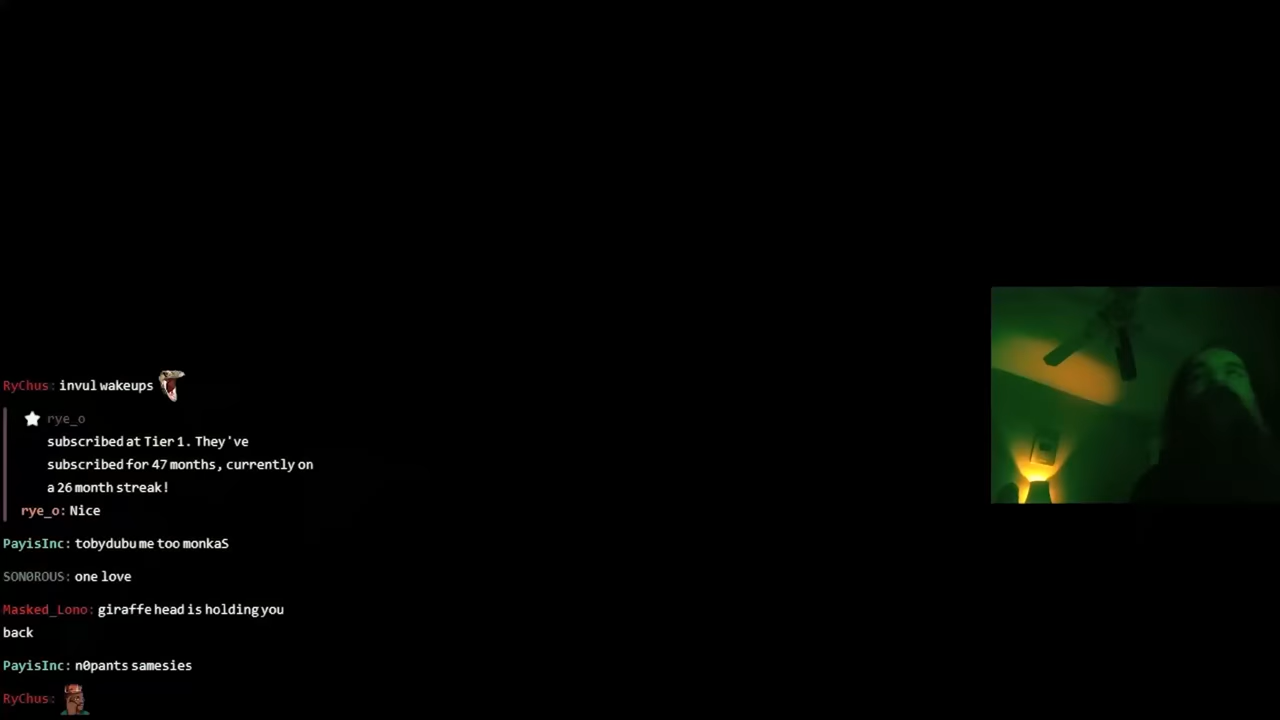 RyChus: invul wakeups
rye_o
subscribed at Tier 1. They've
subscribed for 47 months, currently on
a 26 month streak!
rye_o: Nice
PayisInc: tobydubu me too monkaS
SON0ROUS: one love
Masked_Lono: giraffe head is holding you
back
PayisInc: n0pants samesies
RyChus: